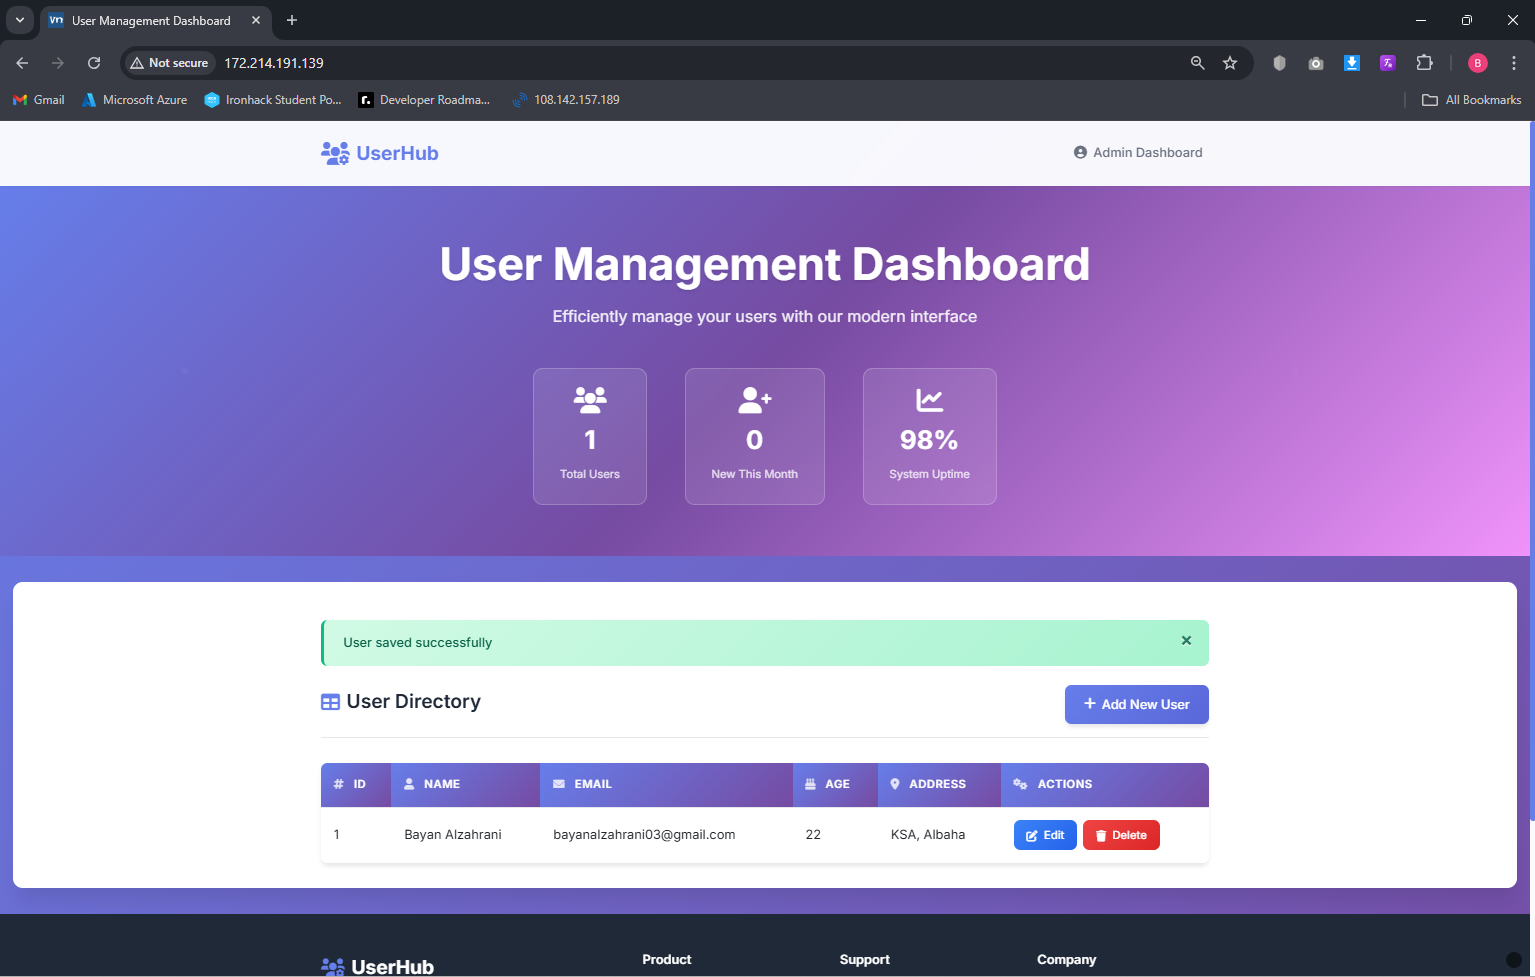 User Management Dashboard
Not secure
172.214.191.139
B
Gmail
Microsoft Azure
Ironhack Student Po...
r.
Developer Roadma...
108.142.157.189
All Bookmarks
UserHub
Admin Dashboard
User Management Dashboard
Efficiently manage your users with our modern interface
1
Total Users
0
New This Month
98%
System Uptime
User saved successfully
User Directory
Add New User
# ID NAME EMAIL AGE ADDRESS ACTIONS
1 Bayan Alzahrani bayanalzahrani03@gmail.com 22 KSA, Albaha Edit Delete
UserHub
Product
Support
Company